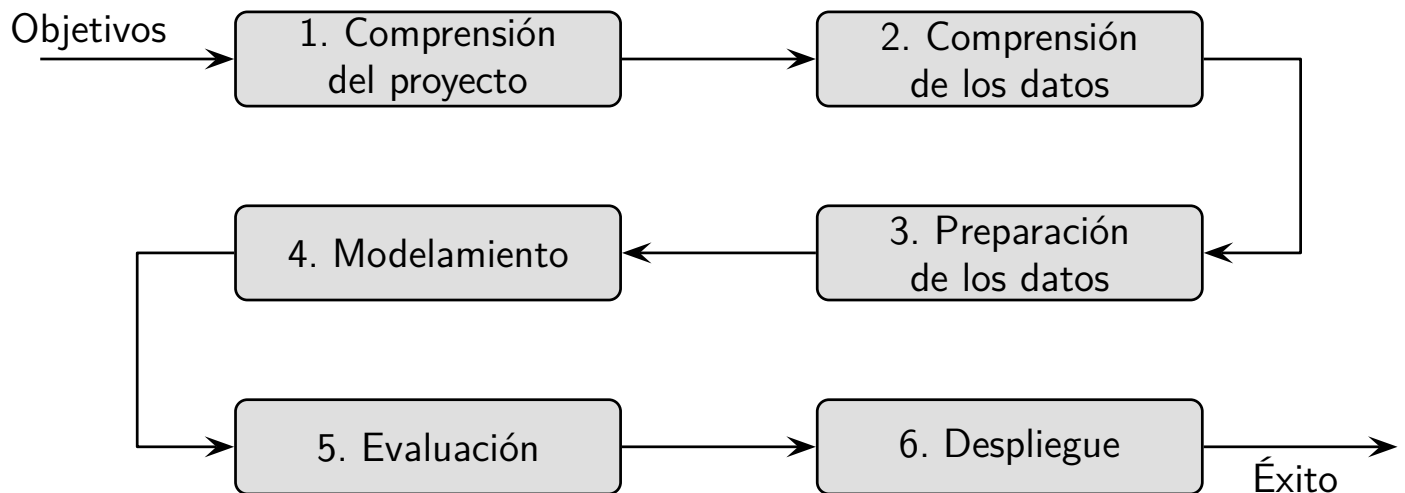 Objetivos
1. Comprensión
del proyecto
2. Comprensión
de los datos
3. Preparación
de los datos
4. Modelamiento
5. Evaluación
6. Despliegue
Éxito